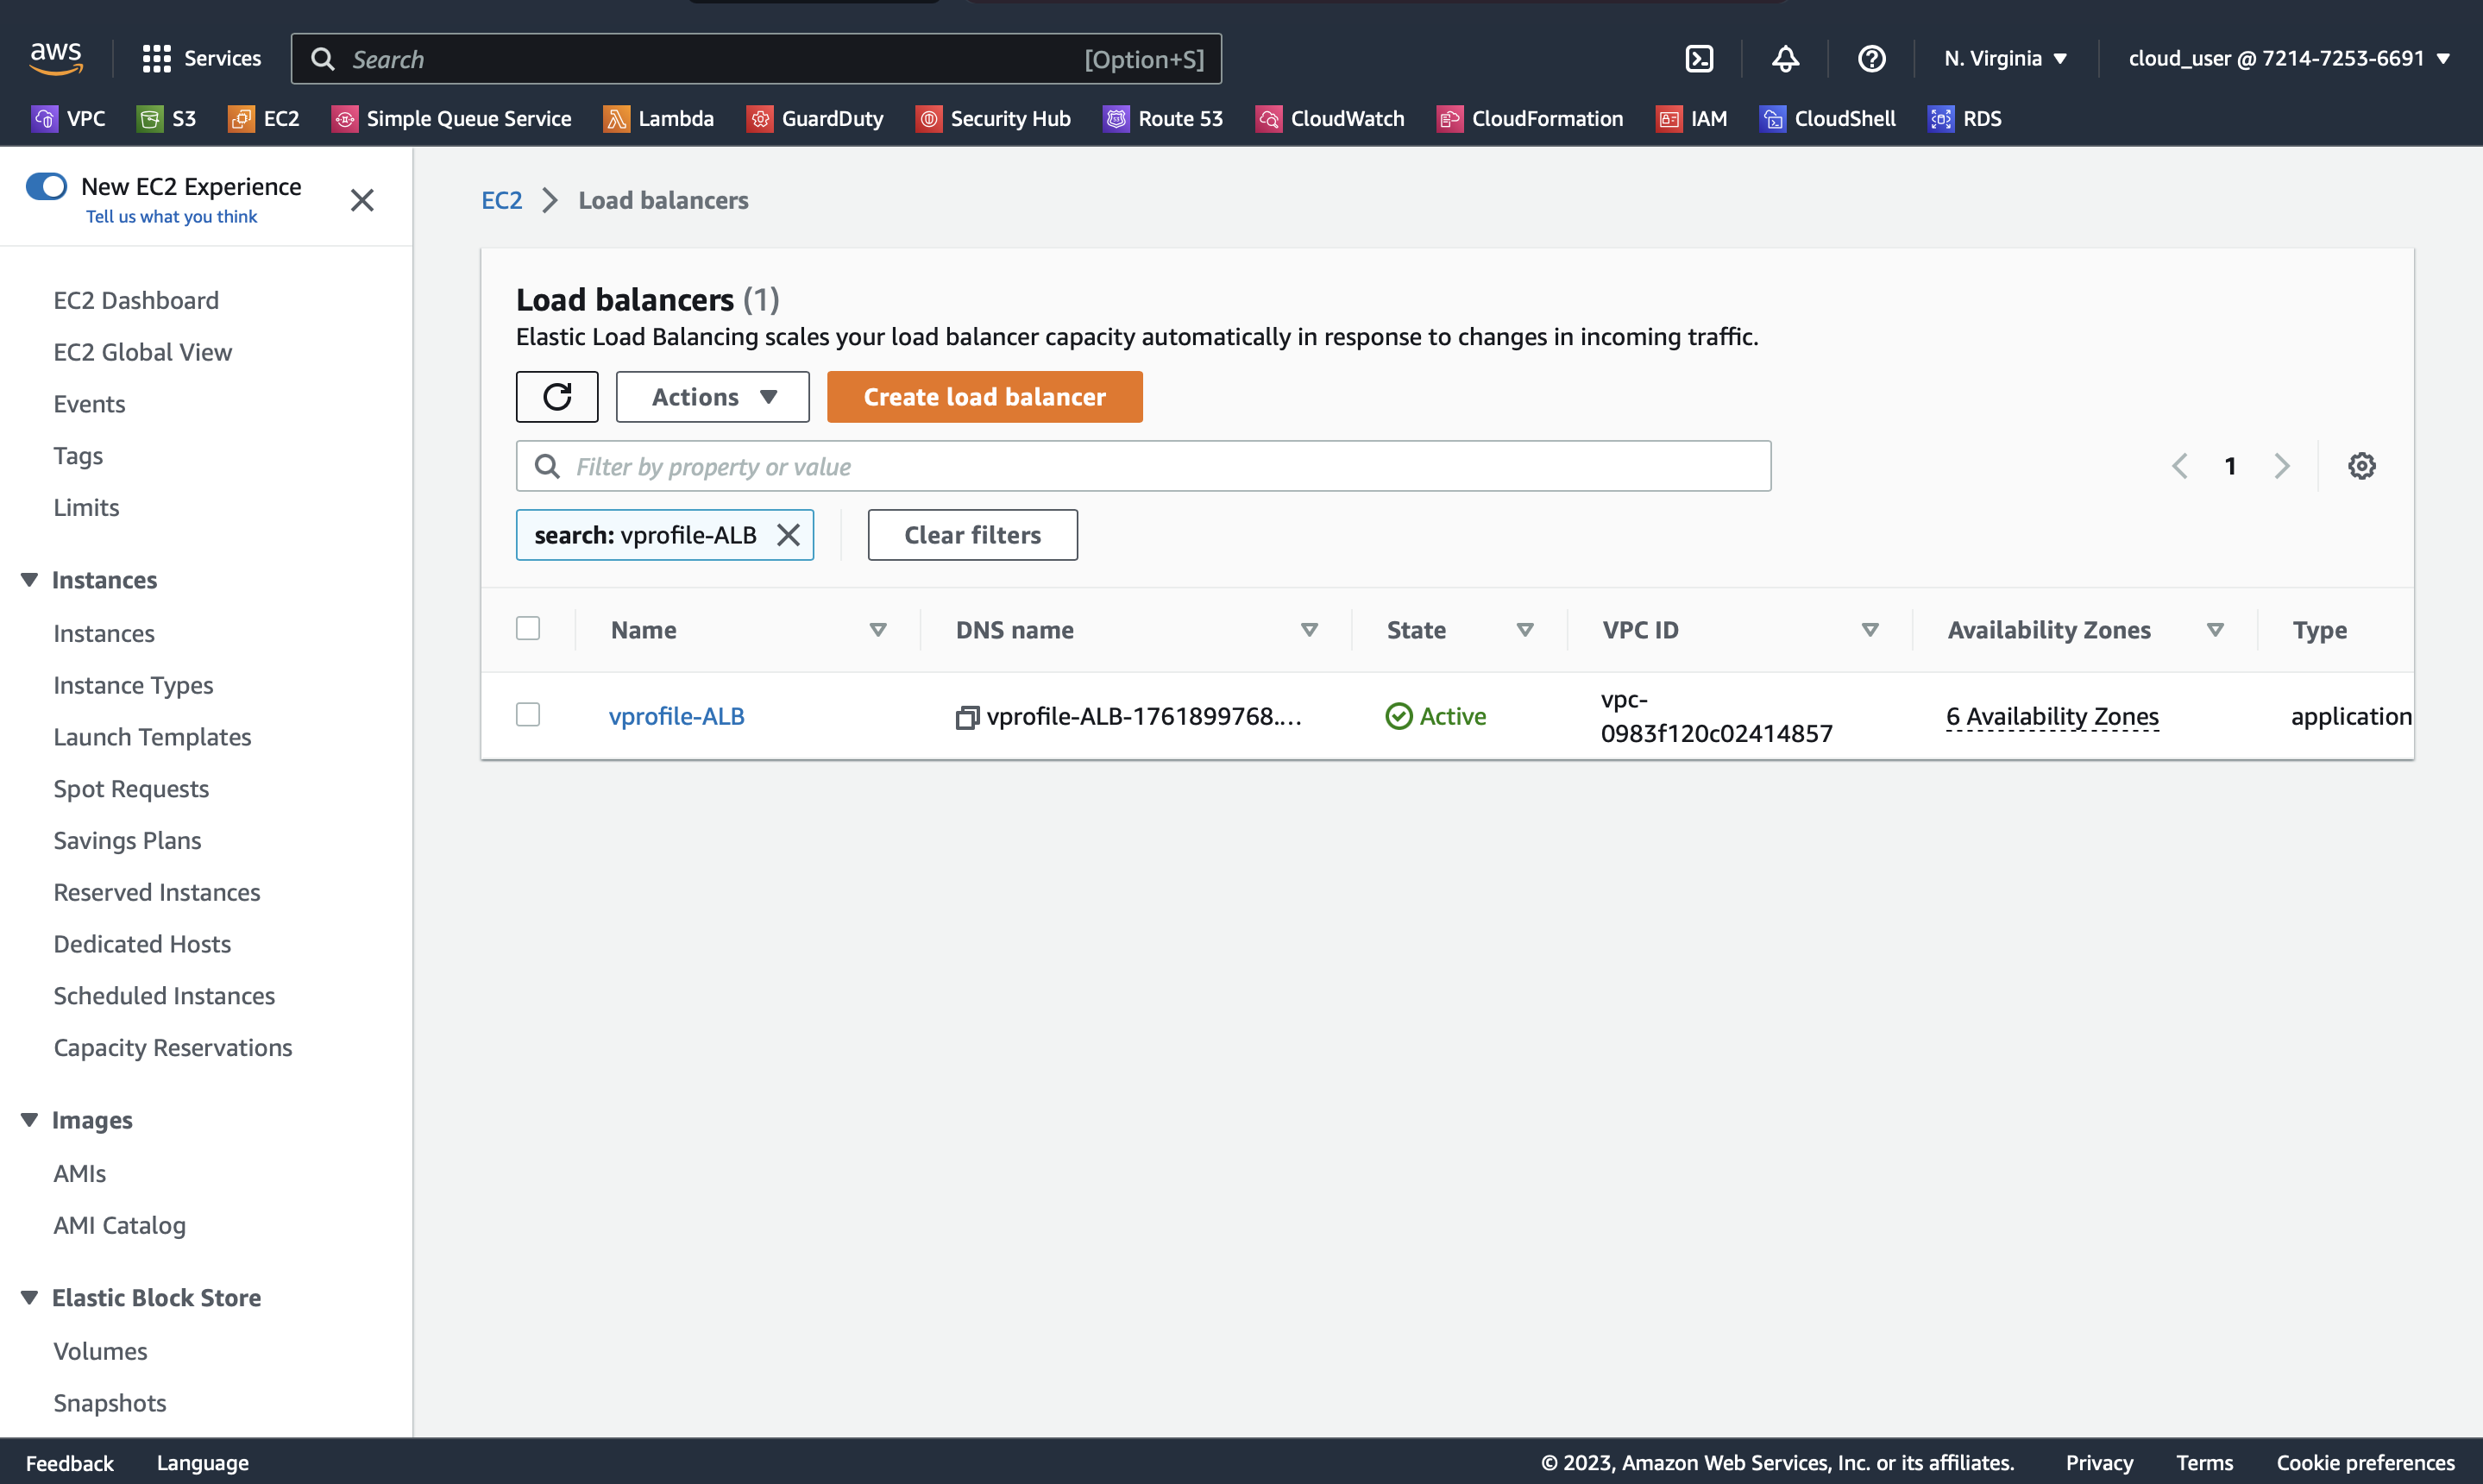 aws
Services
Search
[Option+S]
N. Virginia
cloud_user @ 7214-7253-6691
VPC
S3
EC2
Simple Queue Service
Lambda
GuardDuty
Security Hub
Route 53
CloudWatch
CloudFormation
IAM
CloudShell
RDS
New EC2 Experience
Tell us what you think
EC2 Dashboard
EC2 Global View
Events
Tags
Limits
Instances
Instances
Instance Types
Launch Templates
Spot Requests
Savings Plans
Reserved Instances
Dedicated Hosts
Scheduled Instances
Capacity Reservations
Images
AMIs
AMI Catalog
Elastic Block Store
Volumes
Snapshots
EC2 Load balancers
Load balancers (1)
Elastic Load Balancing scales your load balancer capacity automatically in response to changes in incoming traffic.
Actions
Create load balancer
Filter by property or value
1
search: vprofile-ALB
Clear filters
Name
DNS name
State
VPC ID
Availability Zones
Type
vprofile-ALB
vprofile-ALB-1761899768....
Active
vpc-
0983f120c02414857
6 Availability Zones
application
Feedback
Language
© 2023, Amazon Web Services, Inc. or its affiliates.
Privacy
Terms
Cookie preferences